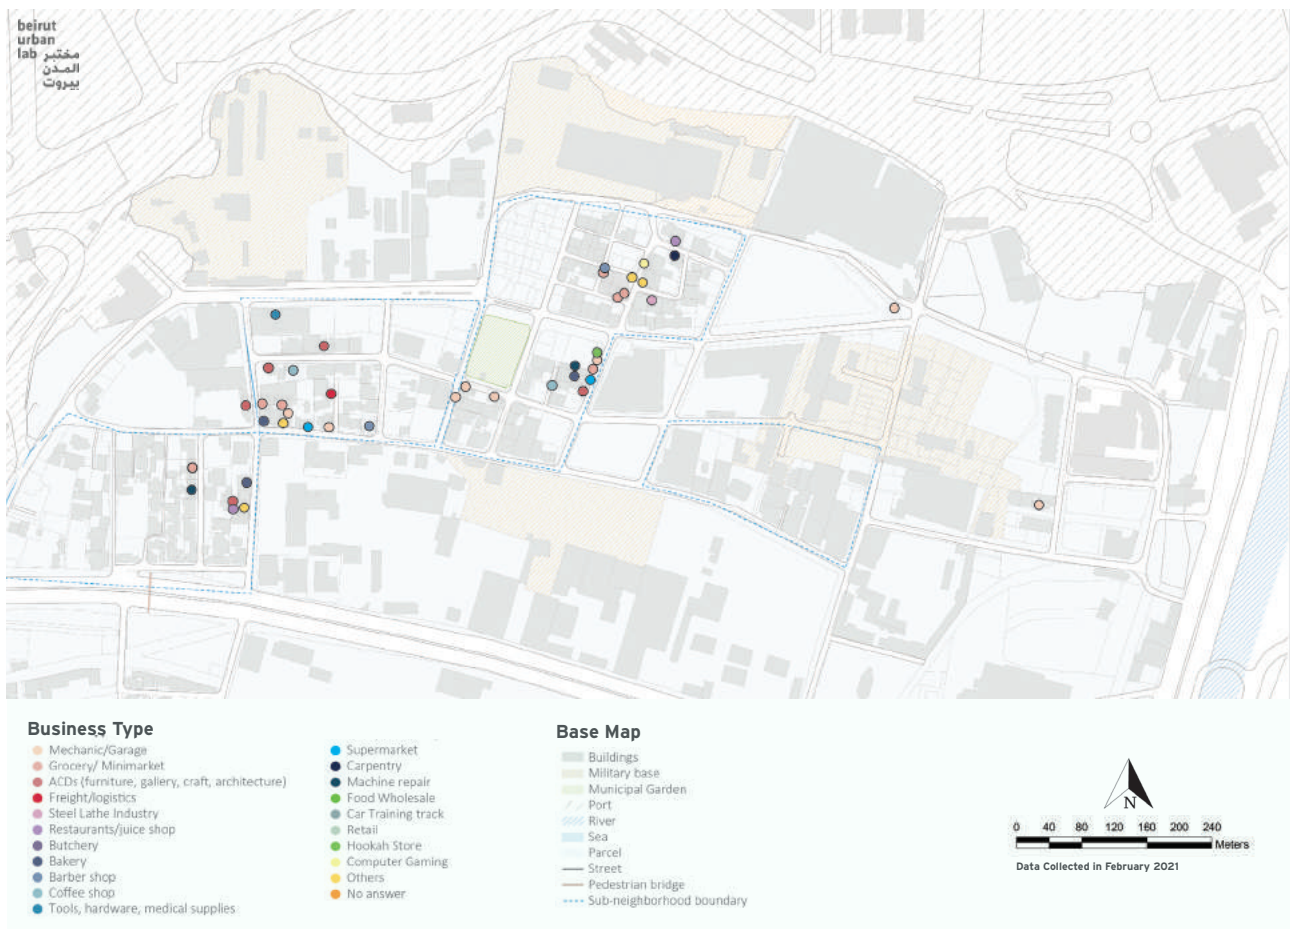 beirut
urban
lab مختبر
المدن
بيروت
Business Type
Mechanic/Garage
Grocery/ Minimarket
ACDs (furniture, gallery, craft, architecture)
Freight/logistics
Steel Lathe Industry
Restaurants/juice shop
Butchery
Bakery
Barber shop
Coffee shop
Tools, hardware, medical supplies
Supermarket
Carpentry
Machine repair
Food Wholesale
Car Training track
Retail
Hookah Store
Computer Gaming
Others
No answer
Base Map
Buildings
Military base
Municipal Garden
Port
River
Sea
Parcel
Street
Pedestrian bridge
Sub-neighborhood boundary
N
0 40 80 120 160 200 240
Meters
Data Collected in February 2021